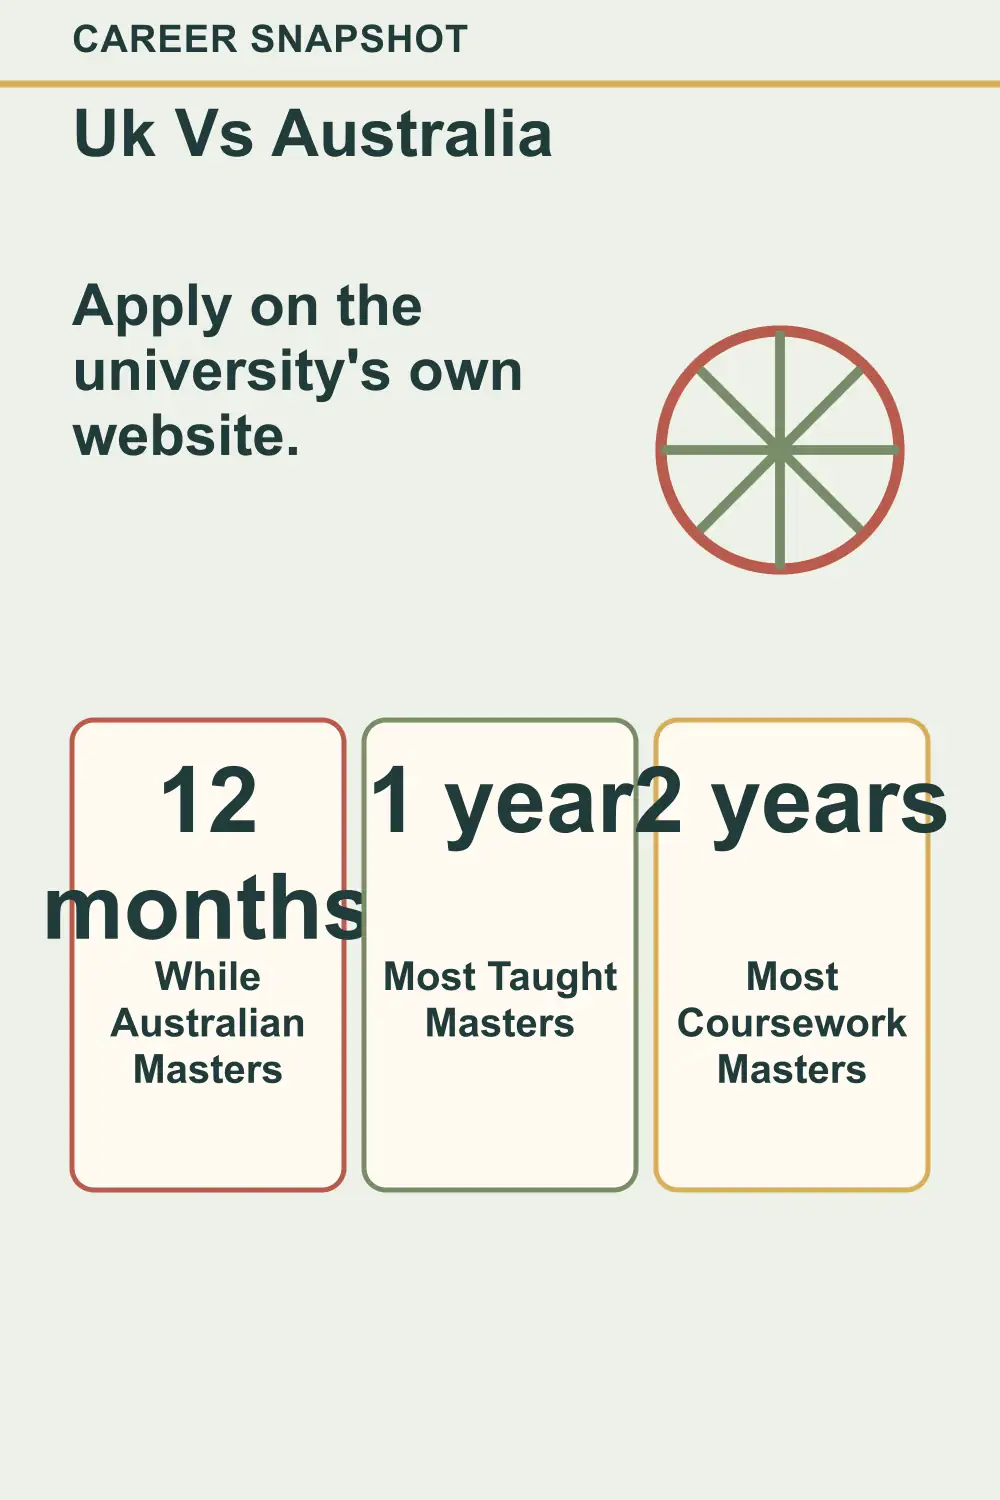 CAREER SNAPSHOT
Uk Vs Australia
Apply on the
university's own
website.
12
months
While
Australian
Masters
1 year
Most Taught
Masters
2 years
Most
Coursework
Masters